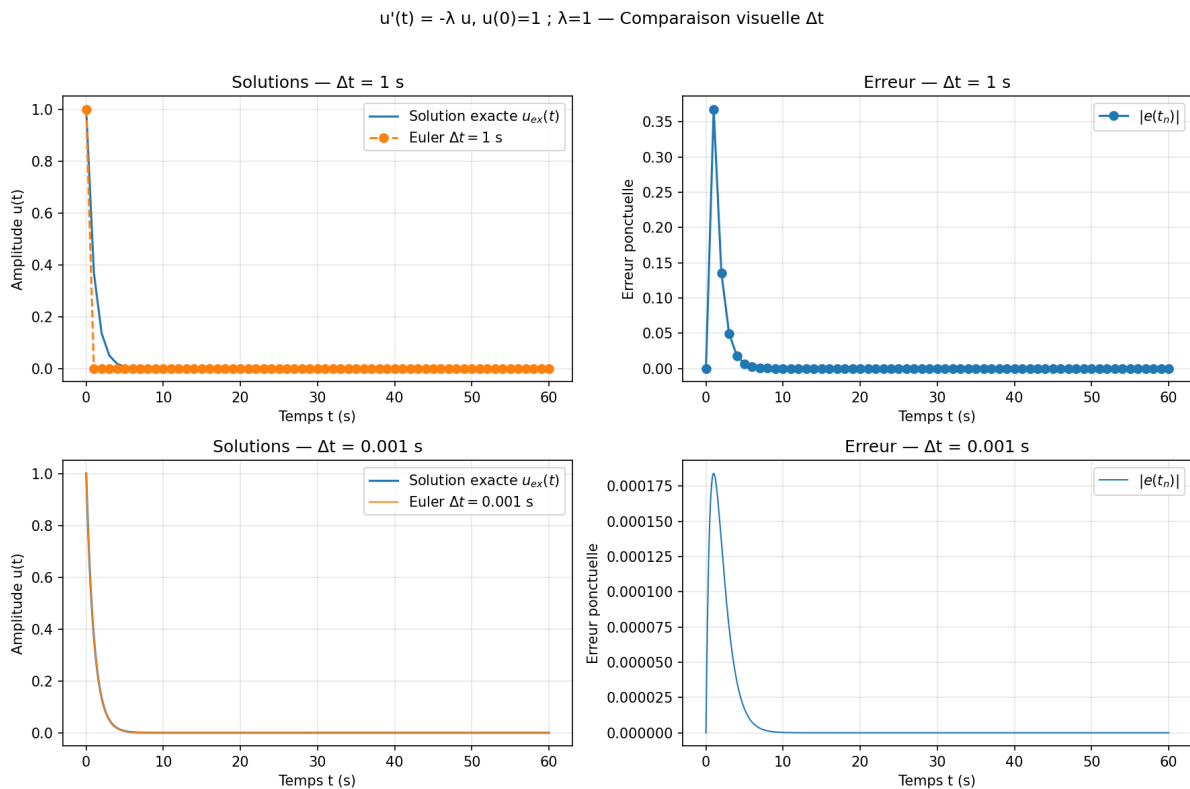 u'(t) = -λ u, u(0)=1 ; λ=1 — Comparaison visuelle Δt
Solutions — Δt = 1 s
1.0
0.8
0.6
0.4
0.2
0.0
Amplitude u(t)
Solution exacte u_ex(t)
Euler Δt = 1 s
0 10 20 30 40 50 60
Temps t (s)
Erreur — Δt = 1 s
0.35
0.30
0.25
0.20
0.15
0.10
0.05
0.00
Erreur ponctuelle
|e(t_n)|
0 10 20 30 40 50 60
Temps t (s)
Solutions — Δt = 0.001 s
1.0
0.8
0.6
0.4
0.2
0.0
Amplitude u(t)
Solution exacte u_ex(t)
Euler Δt = 0.001 s
0 10 20 30 40 50 60
Temps t (s)
Erreur — Δt = 0.001 s
0.000175
0.000150
0.000125
0.000100
0.000075
0.000050
0.000025
0.000000
Erreur ponctuelle
|e(t_n)|
0 10 20 30 40 50 60
Temps t (s)